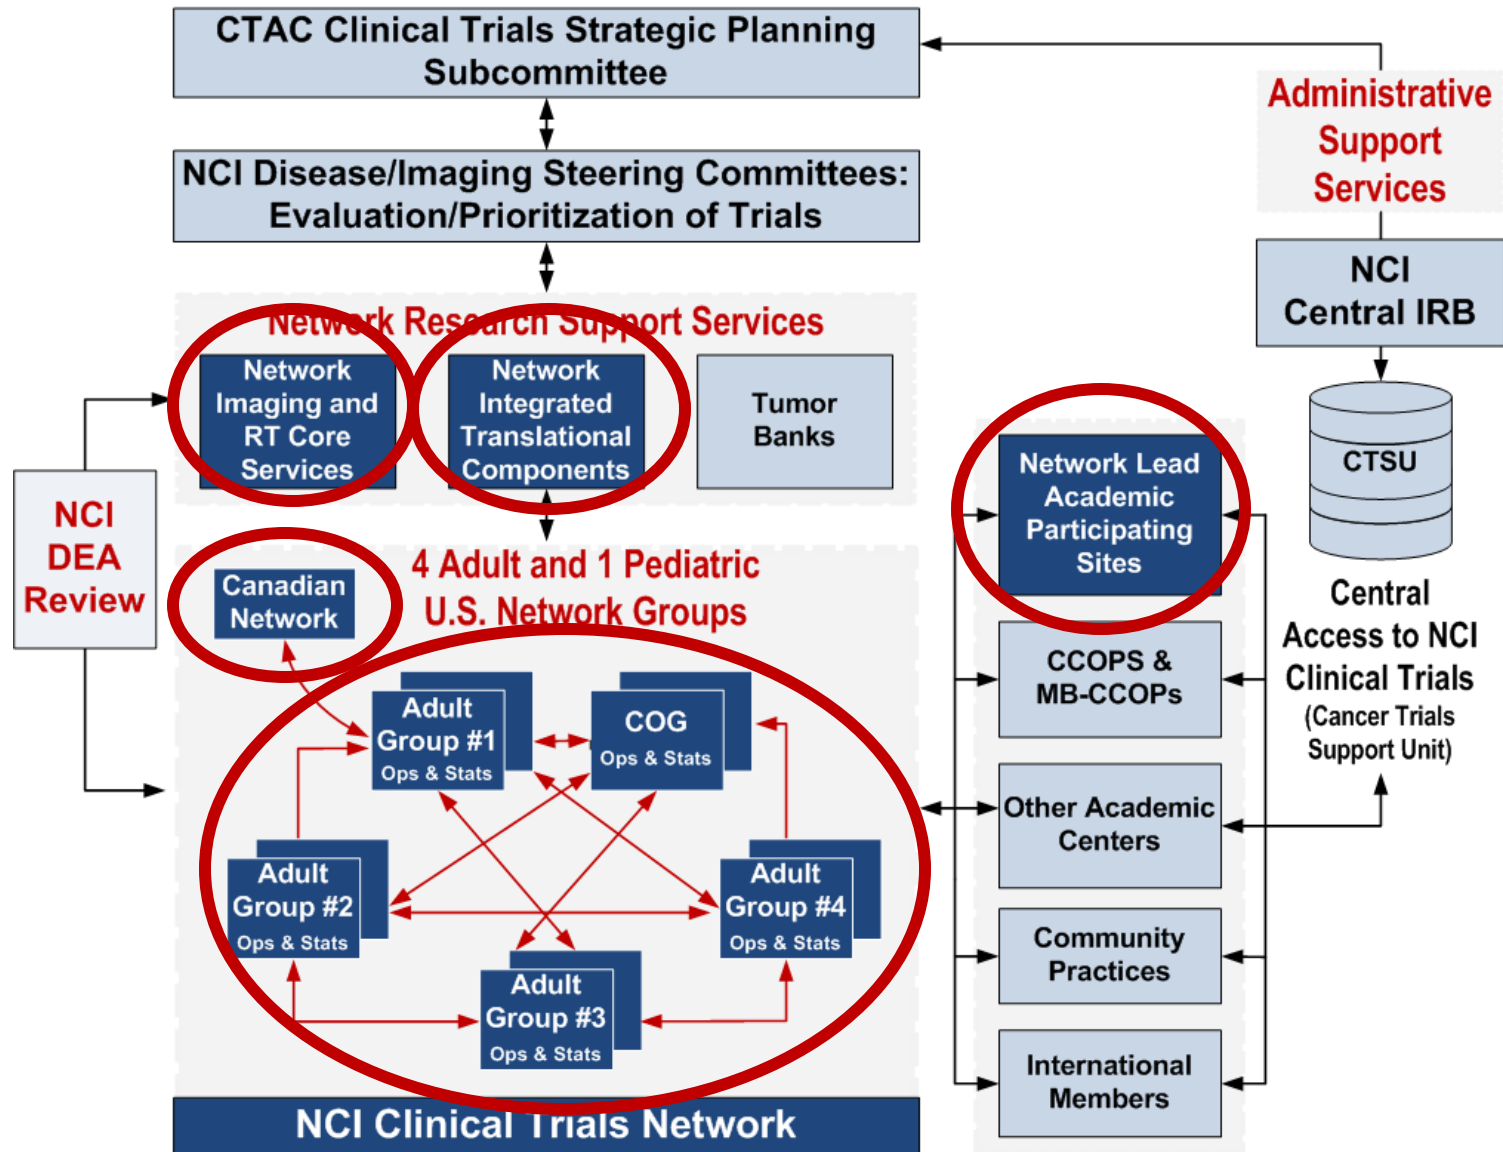 CTAC Clinical Trials Strategic Planning
Subcommittee
NCI Disease/Imaging Steering Committees:
Evaluation/Prioritization of Trials
Administrative
Support
Services
NCI
Central IRB
CTSU
Central
Access to NCI
Clinical Trials
(Cancer Trials
Support Unit)
Network Research Support Services
Network
Imaging and
RT Core
Services
Network
Integrated
Translational
Components
Tumor
Banks
NCI
DEA
Review
4 Adult and 1 Pediatric
U.S. Network Groups
Canadian
Network
Adult
Group #1
Ops & Stats
COG
Ops & Stats
Adult
Group #2
Ops & Stats
Adult
Group #4
Ops & Stats
Adult
Group #3
Ops & Stats
NCI Clinical Trials Network
Network Lead
Academic
Participating
Sites
CCOPS &
MB-CCOPs
Other Academic
Centers
Community
Practices
International
Members